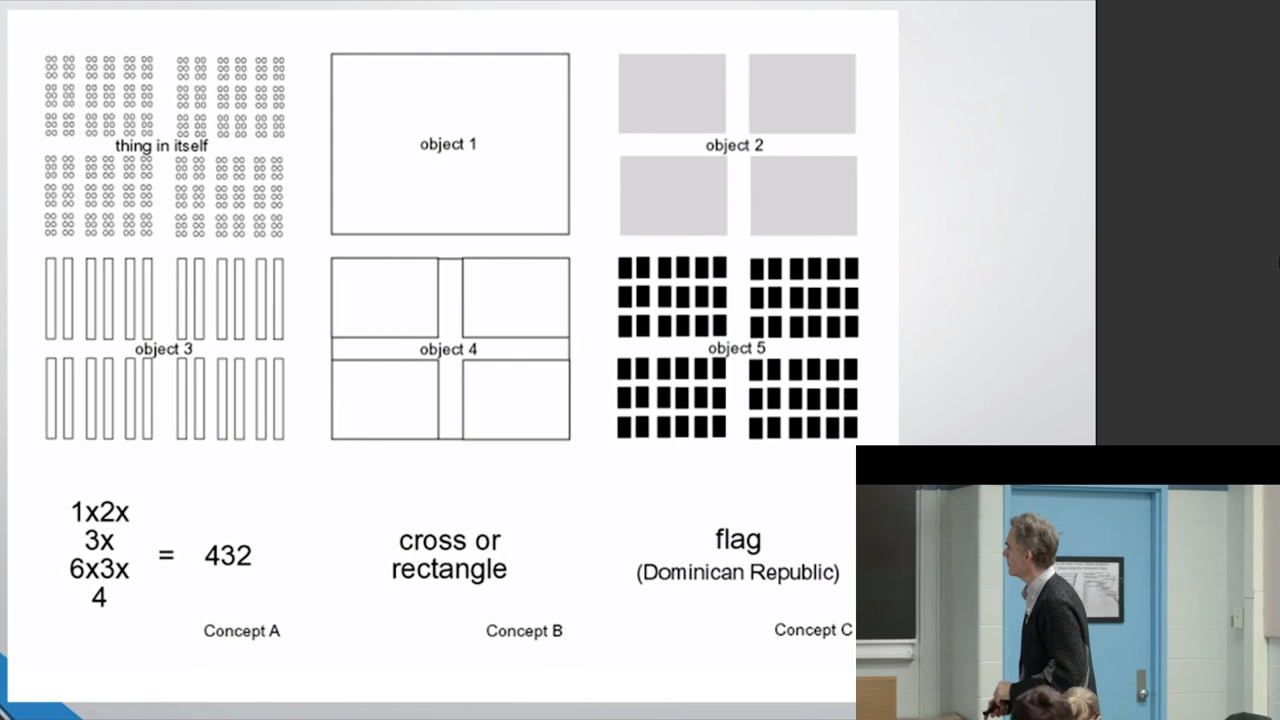 thing in itself
object 1
object 2
object 3
object 4
object 5
1x2x
3x
6x3x
4
= 432
Concept A
cross or
rectangle
Concept B
flag
(Dominican Republic)
Concept C